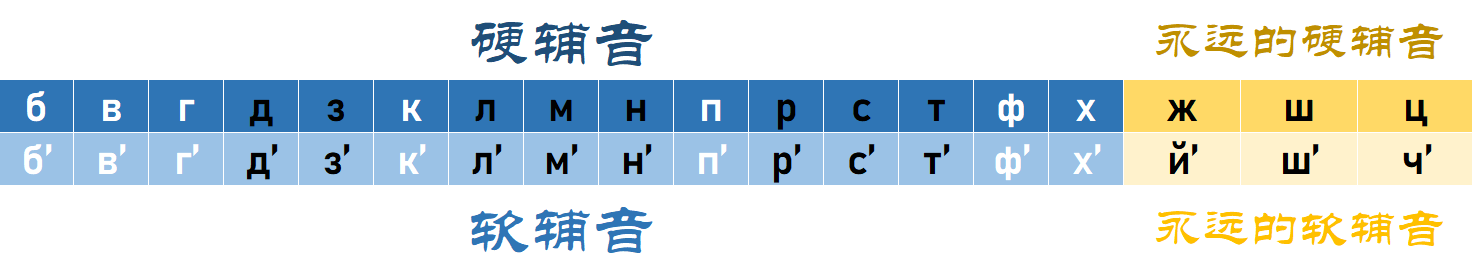 硬辅音 永远的硬辅音
б в г д з к л м н п р с т ф х ж ш ц
б’ в’ г’ д’ з’ к’ л’ м’ н’ п’ р’ с’ т’ ф’ х’ й’ ш’ ч’
软辅音 永远的软辅音